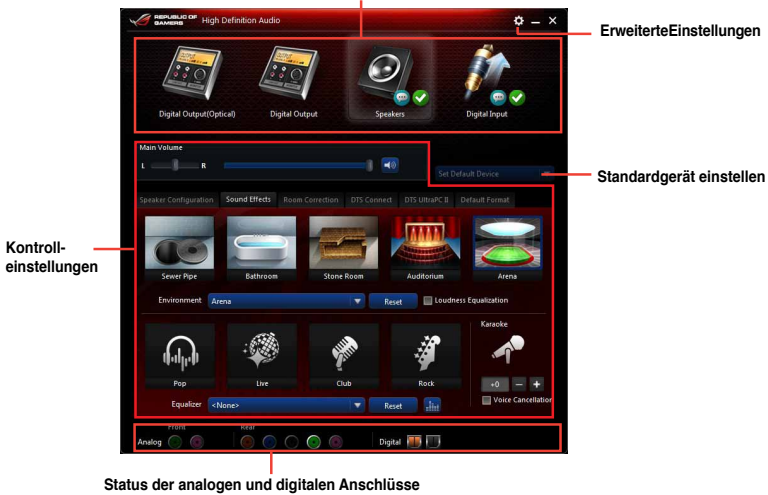 REPUBLIC OF
GAMERS
High Definition Audio
ErweiterteEinstellungen
OUTPUT
OUTPUT
Digital Output(Optical)
Digital Output
Speakers
Digital Input
Main Volume
L
R
Set Default Device
Standardgerät einstellen
Speaker Configuration
Sound Effects
Room Correction
DTS Connect
DTS UltraPC II
Default Format
Kontroll-
einstellungen
Sewer Pipe
Bathroom
Stone Room
Auditorium
Arena
Environment
Arena
Reset
Loudness Equalization
Karaoke
Pop
Live
Club
Rock
+0
Equalizer
<None>
Reset
Voice Cancellation
Front
Rear
Analog
Digital
Status der analogen und digitalen Anschlüsse